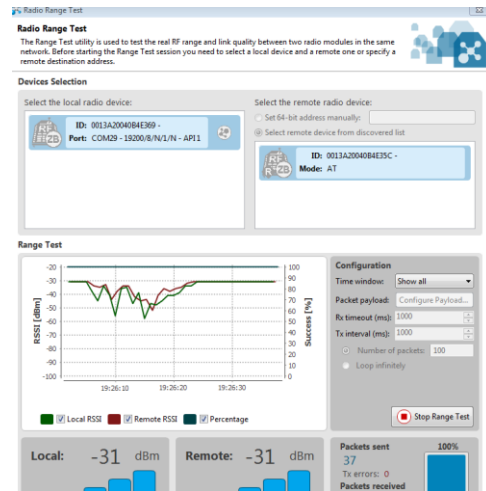 Radio Range Test
Radio Range Test
The Range Test utility is used to test the real RF range and link quality between two radio modules in the same
network. Before starting the Range Test session you need to select a local device and a remote one or specify a
remote destination address.
Devices Selection
Select the local radio device:
ID: 0013A20040B4E369 -
Port: COM29 - 19200/8/N/1/N - API1
Select the remote radio device:
Set 64-bit address manually:
Select remote device from discovered list
ID: 0013A20040B4E35C -
Mode: AT
Range Test
-20
-30
-40
-50
-60
-70
-80
-90
-100
RSSI [dBm]
100
90
80
70
60
50
40
30
20
10
0
Success [%]
19:26:10 19:26:20 19:26:30
Local RSSI Remote RSSI Percentage
Configuration
Time window: Show all
Packet payload: Configure Payload...
Rx timeout (ms): 1000
Tx interval (ms): 1000
Number of packets: 100
Loop infinitely
Stop Range Test
Local: -31 dBm
Remote: -31 dBm
Packets sent 100%
37
Tx errors: 0
Packets received